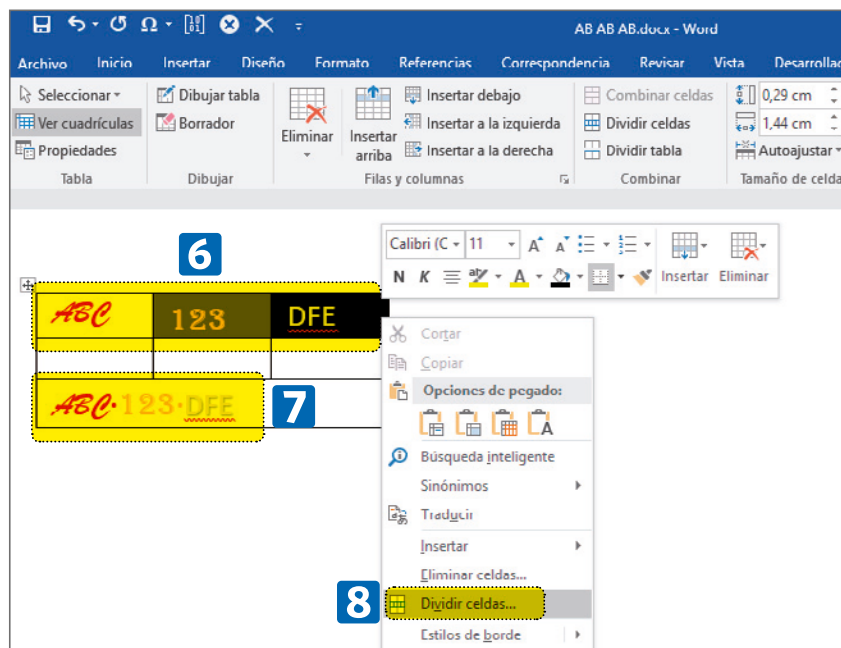 AB AB AB.docx - Word
Archivo Inicio Insertar Diseño Formato Referencias Correspondencia Revisar Vista Desarrollad
Seleccionar Dibujar tabla Insertar debajo Combinar celdas 0,29 cm
Ver cuadrículas Borrador Eliminar Insertar arriba Insertar a la izquierda Dividir celdas 1,44 cm
Propiedades Insertar a la derecha Dividir tabla Autoajustar
Tabla Dibujar Filas y columnas Combinar Tamaño de celda
Calibri (C 11
N K Insertar Eliminar
6
ABC 123 DFE
ABC·123·DFE 7
Cortar
Copiar
Opciones de pegado:
Búsqueda inteligente
Sinónimos
Traducir
Insertar
Eliminar celdas...
8 Dividir celdas...
Estilos de borde